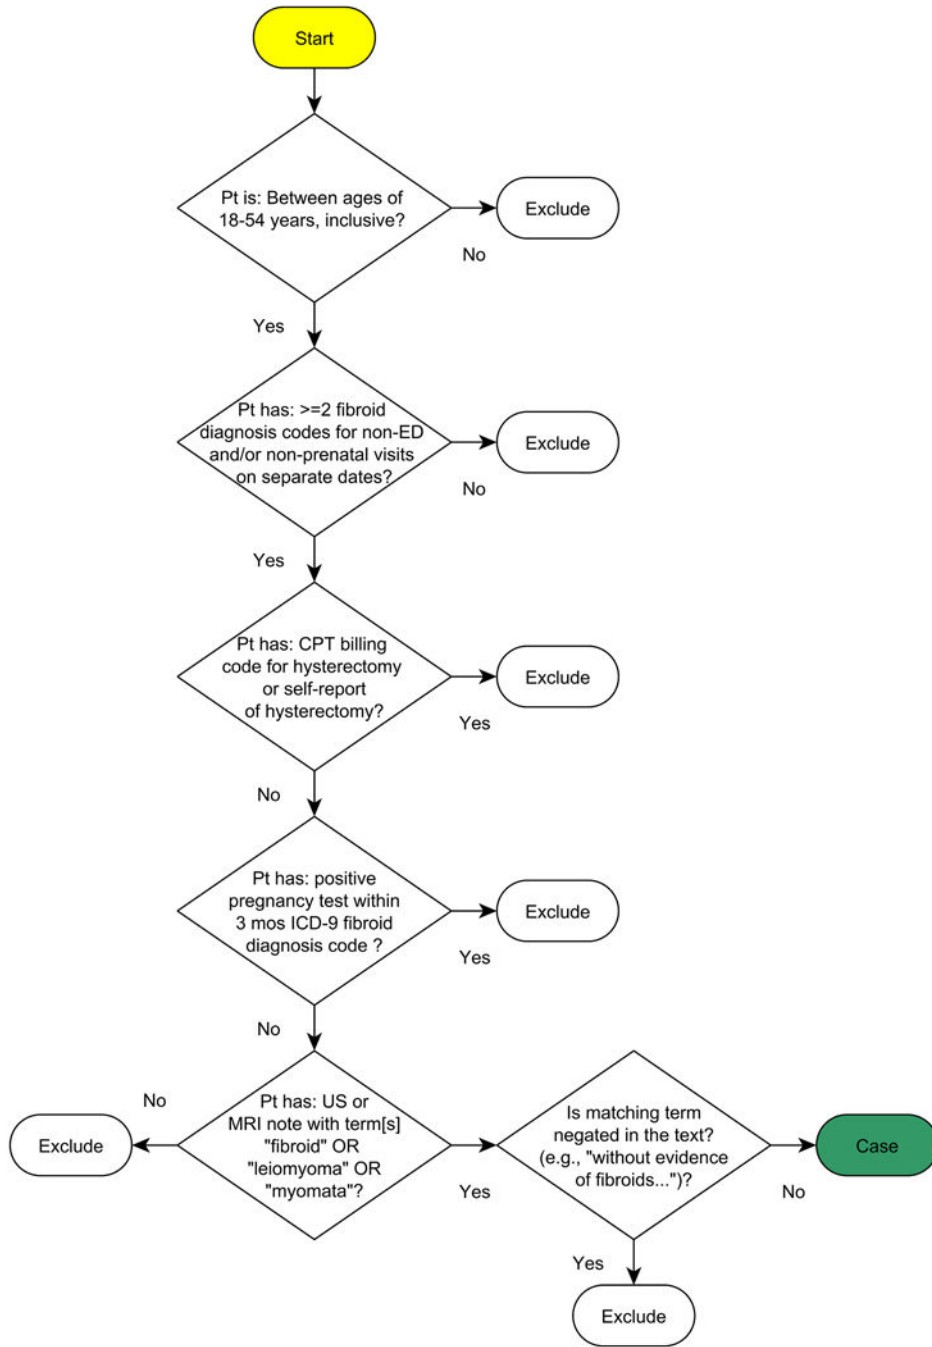 Start
Pt is: Between ages of
18-54 years, inclusive?
Exclude
No
Yes
Pt has: >=2 fibroid
diagnosis codes for non-ED
and/or non-prenatal visits
on separate dates?
Exclude
No
Yes
Pt has: CPT billing
code for hysterectomy
or self-report
of hysterectomy?
Exclude
Yes
No
Pt has: positive
pregnancy test within
3 mos ICD-9 fibroid
diagnosis code ?
Exclude
Yes
No
Pt has: US or
MRI note with term[s]
"fibroid" OR
"leiomyoma" OR
"myomata"?
No
Exclude
Yes
Is matching term
negated in the text?
(e.g., "without evidence
of fibroids...")?
No
Case
Yes
Exclude